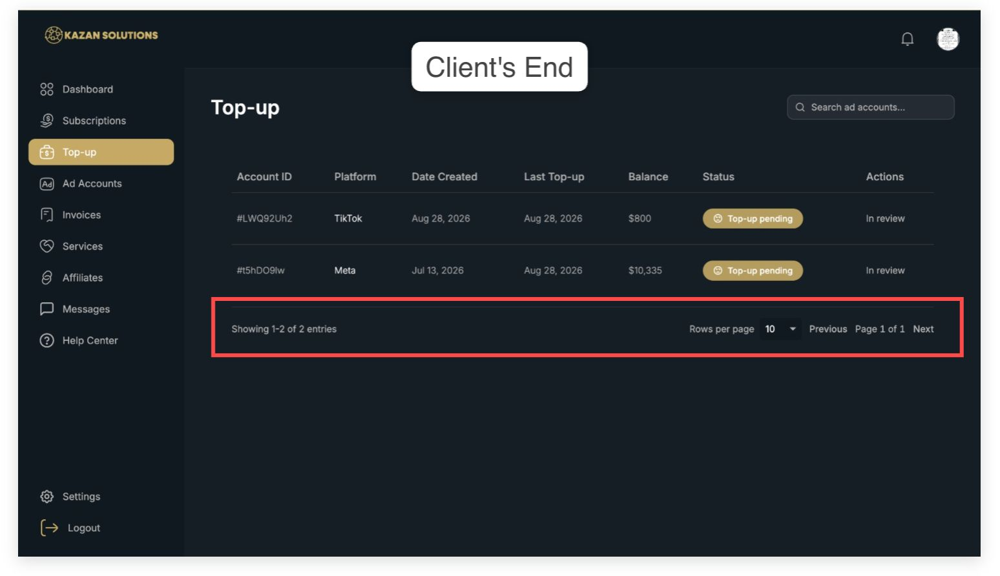 KAZAN SOLUTIONS
Client's End
Dashboard
Subscriptions
Top-up
Ad Accounts
Invoices
Services
Affiliates
Messages
Help Center
Settings
Logout
Top-up
Search ad accounts...
Account ID Platform Date Created Last Top-up Balance Status Actions
#LWQ92Uh2 TikTok Aug 28, 2026 Aug 28, 2026 $800 Top-up pending In review
#t5hDO9lw Meta Jul 13, 2026 Aug 28, 2026 $10,335 Top-up pending In review
Showing 1-2 of 2 entries Rows per page 10 Previous Page 1 of 1 Next